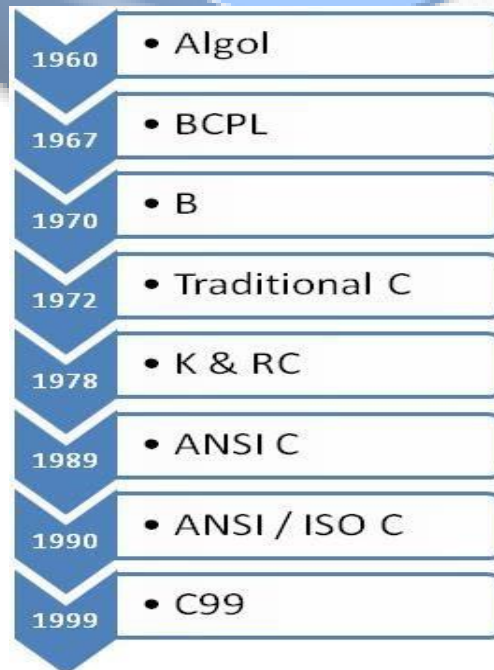 1960 • Algol
1967 • BCPL
1970 • B
1972 • Traditional C
1978 • K & RC
1989 • ANSI C
1990 • ANSI / ISO C
1999 • C99